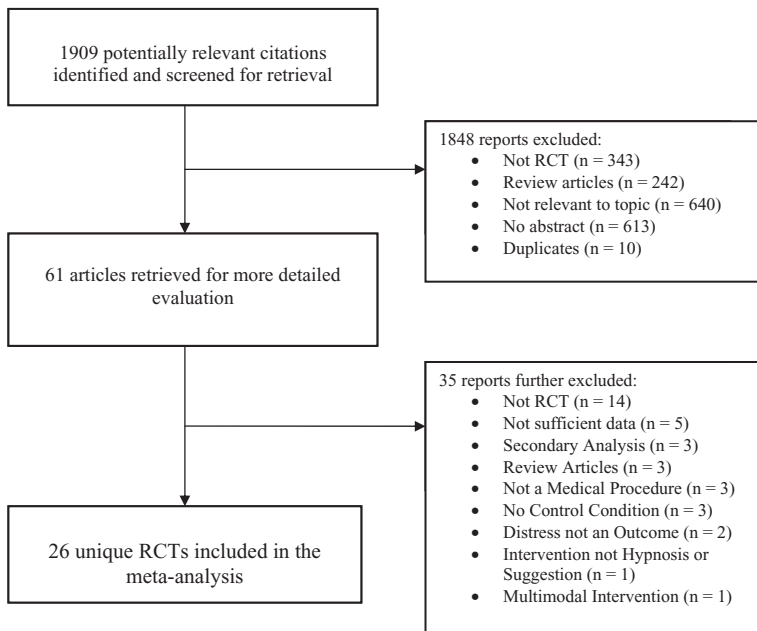 1909 potentially relevant citations
identified and screened for retrieval
1848 reports excluded:
• Not RCT (n = 343)
• Review articles (n = 242)
• Not relevant to topic (n = 640)
• No abstract (n = 613)
• Duplicates (n = 10)
61 articles retrieved for more detailed
evaluation
35 reports further excluded:
• Not RCT (n = 14)
• Not sufficient data (n = 5)
• Secondary Analysis (n = 3)
• Review Articles (n = 3)
• Not a Medical Procedure (n = 3)
• No Control Condition (n = 3)
• Distress not an Outcome (n = 2)
• Intervention not Hypnosis or
Suggestion (n = 1)
• Multimodal Intervention (n = 1)
26 unique RCTs included in the
meta-analysis